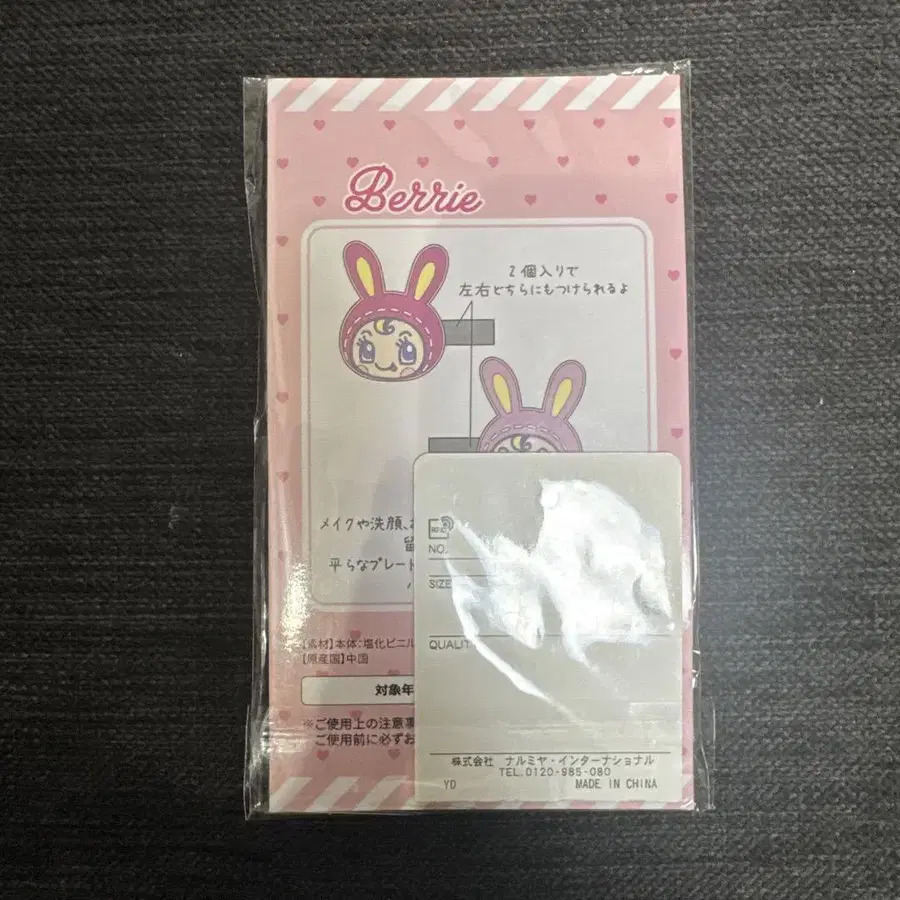 Berrie
2個入りで
左右どちらにもつけられるよ
メイクや洗顔、
平らなプレート
【素材】本体:塩化ビニル
【原産国】中国
対象年
※ご使用上の注意事
ご使用前に必ずお
NO.
SIZE
QUALIT
株式会社 ナルミヤ・インターナショナル
TEL.0120-985-080
YD MADE IN CHINA